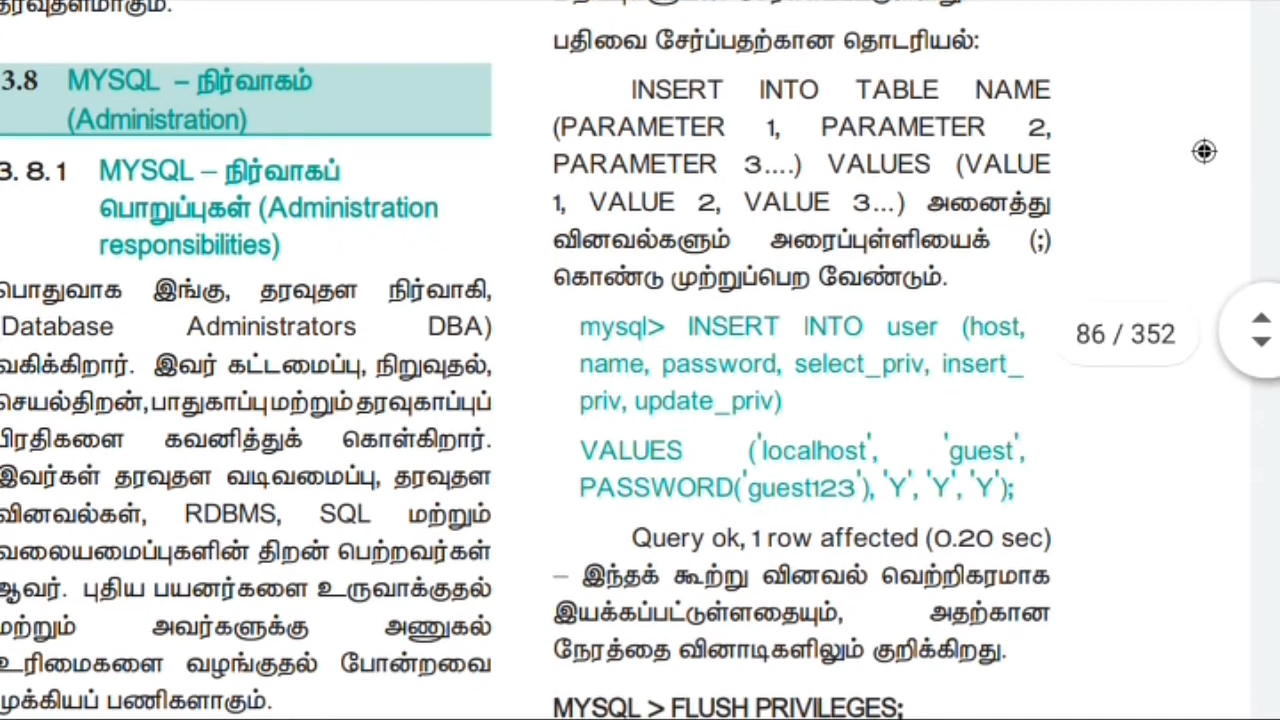 தரவுதளமாகும்.
3.8 MYSQL – நிர்வாகம்
(Administration)
3. 8. 1 MYSQL – நிர்வாகப்
பொறுப்புகள் (Administration
responsibilities)
பொதுவாக இங்கு, தரவுதள நிர்வாகி,
(Database Administrators DBA)
வகிக்கிறார். இவர் கட்டமைப்பு, நிறுவுதல்,
செயல்திறன், பாதுகாப்பு மற்றும் தரவுகாப்புப்
பிரதிகளை கவனித்துக் கொள்கிறார்.
இவர்கள் தரவுதள வடிவமைப்பு, தரவுதள
வினவல்கள், RDBMS, SQL மற்றும்
வலையமைப்புகளின் திறன் பெற்றவர்கள்
ஆவர். புதிய பயனர்களை உருவாக்குதல்
மற்றும் அவர்களுக்கு அணுகல்
உரிமைகளை வழங்குதல் போன்றவை
முக்கியப் பணிகளாகும்.
பதிவை சேர்ப்பதற்கான தொடரியல்:
INSERT INTO TABLE NAME
(PARAMETER 1, PARAMETER 2,
PARAMETER 3....) VALUES (VALUE
1, VALUE 2, VALUE 3...) அனைத்து
வினவல்களும் அரைப்புள்ளியைக் (;)
கொண்டு முற்றுப்பெற வேண்டும்.
mysql> INSERT INTO user (host,
name, password, select_priv, insert_
priv, update_priv)
VALUES ('localhost', 'guest',
PASSWORD('guest123'), 'Y', 'Y', 'Y');
Query ok, 1 row affected (0.20 sec)
– இந்தக் கூற்று வினவல் வெற்றிகரமாக
இயக்கப்பட்டுள்ளதையும், அதற்கான
நேரத்தை வினாடிகளிலும் குறிக்கிறது.
MYSQL > FLUSH PRIVILEGES;
86 / 352